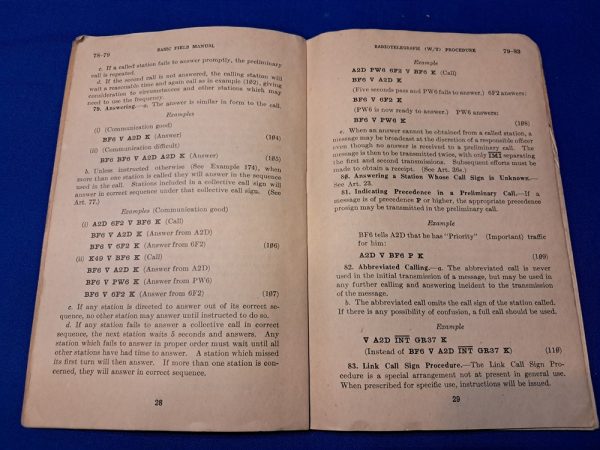 78-79
BASIC FIELD MANUAL
c. If a called station fails to answer promptly, the preliminary
call is repeated.
d. If the second call is not answered, the calling station will
wait a reasonable time and again call as in example (102), giving
consideration to circumstances and other stations which may
need to use the frequency.
79. Answering.—a. The answer is similar in form to the call.
Examples
(i) (Communication good)
BF6 V A2D K (Answer) (104)
(ii) (Communication difficult)
BF6 BF6 V A2D A2D K (Answer) (105)
b. Unless instructed otherwise (See Example 174), when
more than one station is called they will answer in the sequence
used in the call. Stations included in a collective call sign will
answer in correct sequence under that collective call sign. (See
Art. 77.)
Examples (Communication good)
(i) A2D 6F2 V BF6 K (Call)
BF6 V A2D K (Answer from A2D)
BF6 V 6F2 K (Answer from 6F2) (106)
(ii) K49 V BF6 K (Call)
BF6 V A2D K (Answer from A2D)
BF6 V PW6 K (Answer from PW6)
BF6 V 6F2 K (Answer from 6F2) (107)
c. If any station is directed to answer out of its correct se-
quence, no other station may answer until instructed to do so.
d. If any station fails to answer a collective call in correct
sequence, the next station waits 5 seconds and answers. Any
station which fails to answer in proper order must wait until all
other stations have had time to answer. A station which missed
its first turn will then answer. If more than one station is con-
cerned, they will answer in correct sequence.
28
RADIOTELEGRAPH (W/T) PROCEDURE
79-83
Example
A2D PW6 6F2 V BF6 K (Call)
BF6 V A2D K
(Five seconds pass and PW6 fails to answer.) 6F2 answers:
BF6 V 6F2 K
(PW6 is now ready to answer.) PW6 answers:
BF6 V PW6 K (108)
e. When an answer cannot be obtained from a called station, a
message may be broadcast at the discretion of a responsible officer
even though no answer is received to a preliminary call. The
message is then to be transmitted twice, with only IMI separating
the first and second transmissions. Subsequent efforts must be
made to obtain a receipt. (See Art. 26c.)
80. Answering a Station Whose Call Sign is Unknown.—
See Art. 23.
81. Indicating Precedence in a Preliminary Call.—If a
message is of precedence P or higher, the appropriate precedence
prosign may be transmitted in the preliminary call.
Example
BF6 tells A2D that he has "Priority" (Important) traffic
for him:
A2D V BF6 P K (109)
82. Abbreviated Calling.—a. The abbreviated call is never
used in the initial transmission of a message, but may be used in
any further calling and answering incident to the transmission
of the message.
b. The abbreviated call omits the call sign of the station called.
If there is any possibility of confusion, a full call should be used.
Example
V A2D INT GR37 K
(Instead of BF6 V A2D INT GR37 K) (110)
83. Link Call Sign Procedure.—The Link Call Sign Pro-
cedure is a special arrangement not at present in general use.
When prescribed for specific use, instructions will be issued.
29